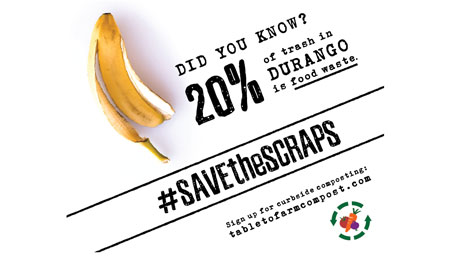 DID YOU KNOW?
20% of trash in
DURANGO
is food waste.
#SAVEtheSCRAPS
Sign up for curbside composting:
tabletofarmcompost.com